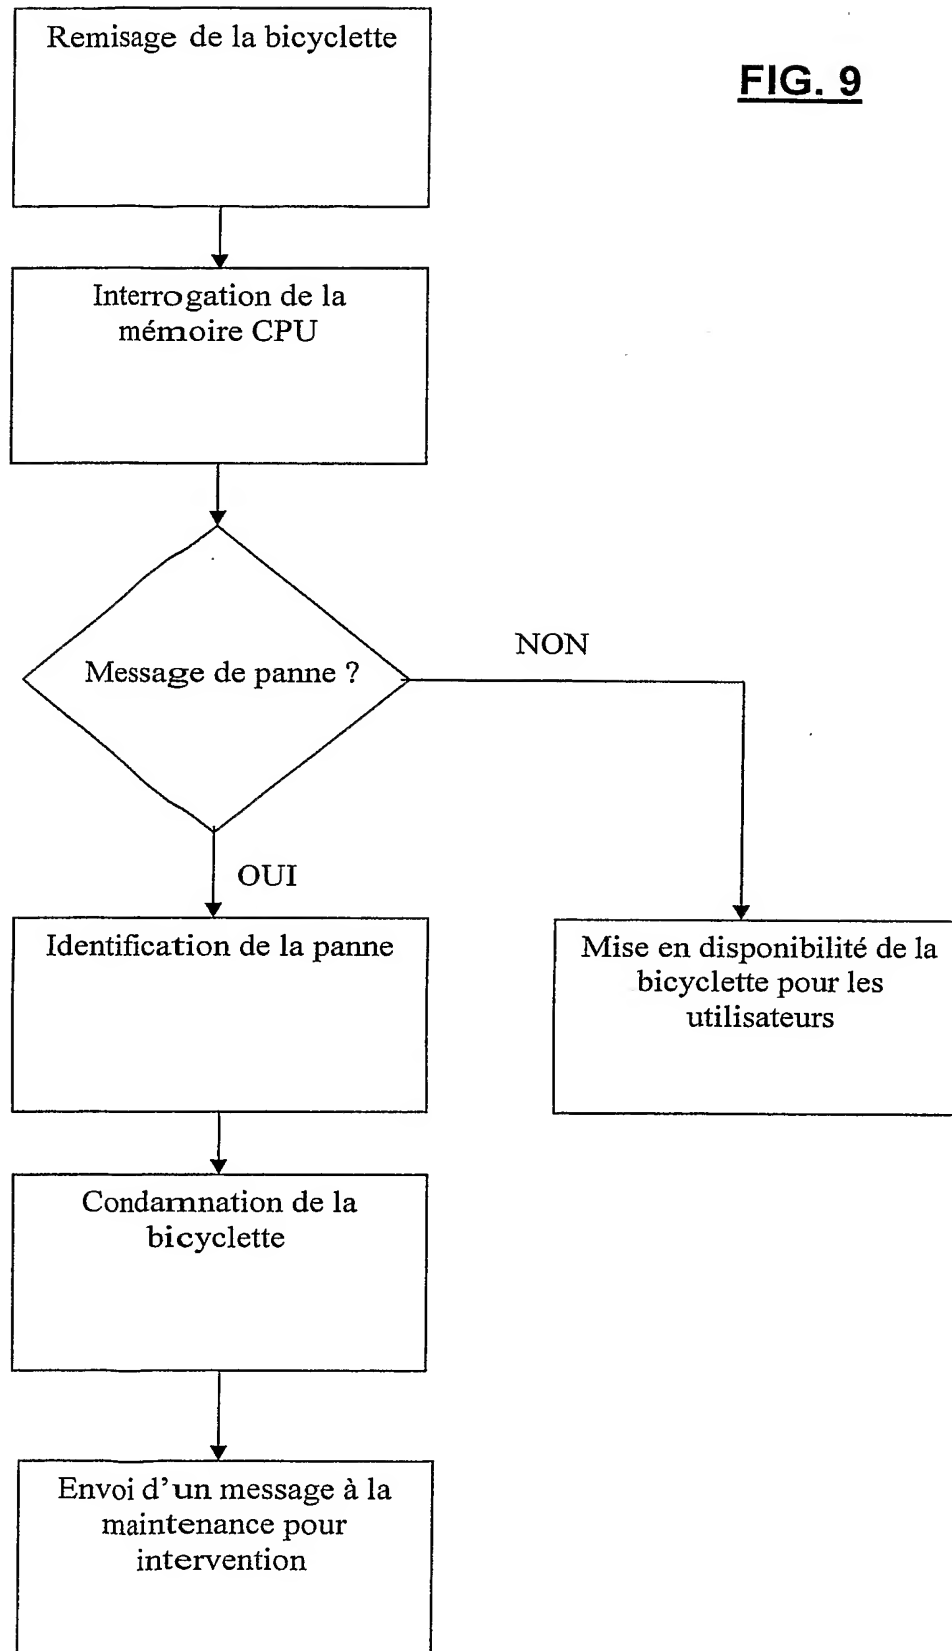 FIG. 9
Remisage de la bicyclette
Interrogation de la
mémoire CPU
Message de panne ?
NON
OUI
Identification de la panne
Mise en disponibilité de la
bicyclette pour les
utilisateurs
Condamnation de la
bicyclette
Envoi d'un message à la
maintenance pour
intervention